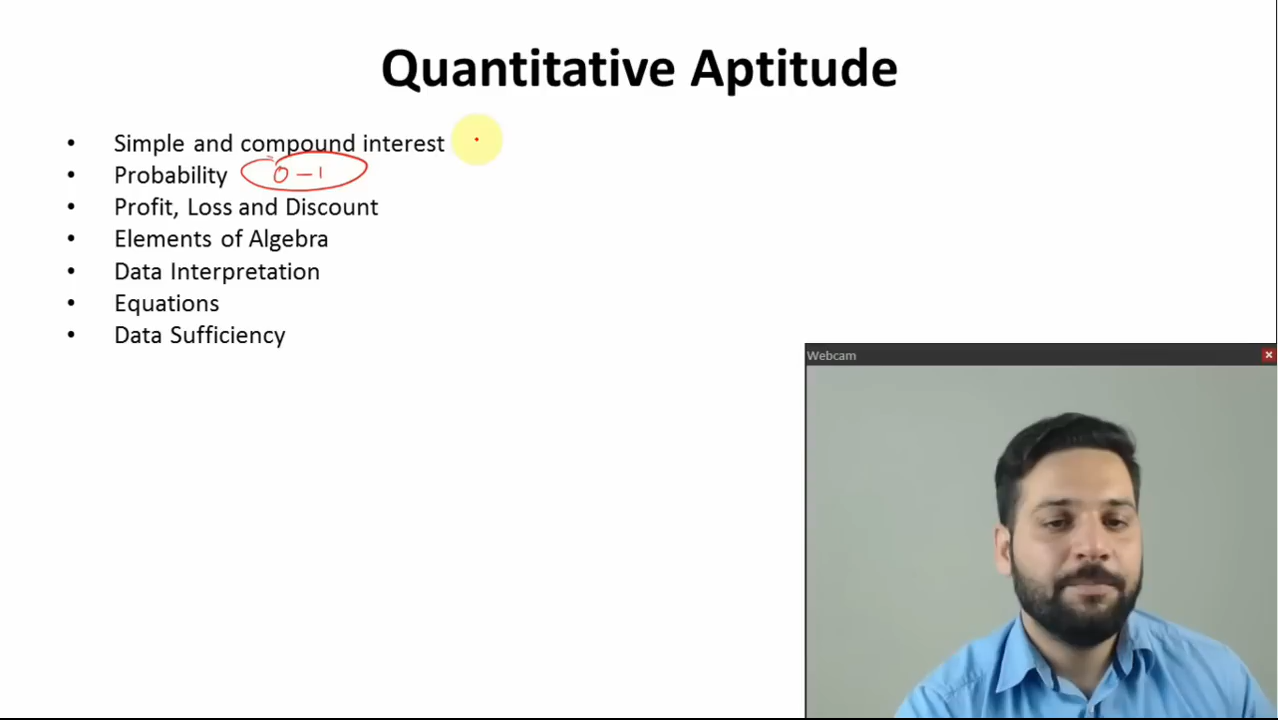 Quantitative Aptitude
• Simple and compound interest
• Probability 0 – 1
• Profit, Loss and Discount
• Elements of Algebra
• Data Interpretation
• Equations
• Data Sufficiency
Webcam